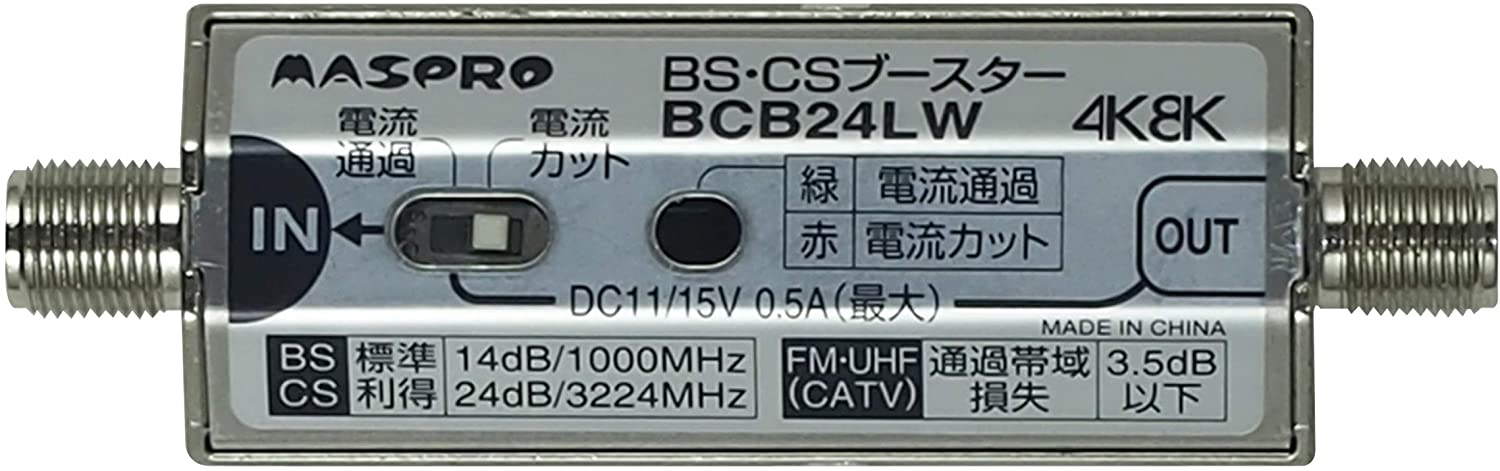 MASPRO
BS・CSブースター
BCB24LW
4K8K
電流
通過
電流
カット
IN
緑 電流通過
赤 電流カット
OUT
DC11/15V 0.5A(最大)
MADE IN CHINA
BS 標準 14dB/1000MHz
CS 利得 24dB/3224MHz
FM・UHF 通過帯域 3.5dB
(CATV) 損失 以下